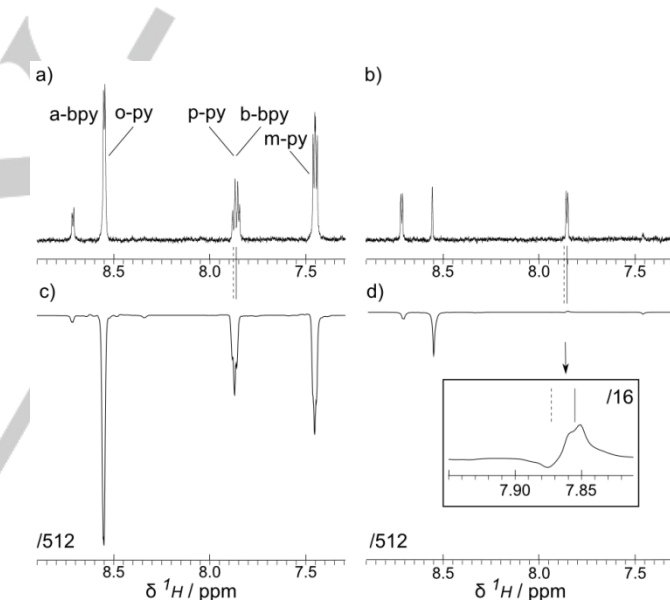 a)
a-bpy o-py p-py b-bpy
m-py
8.5 8.0 7.5
b)
8.5 8.0 7.5
c)
/512
8.5 8.0 7.5
δ ¹H / ppm
d)
/16
7.90 7.85
/512
8.5 8.0 7.5
δ ¹H / ppm